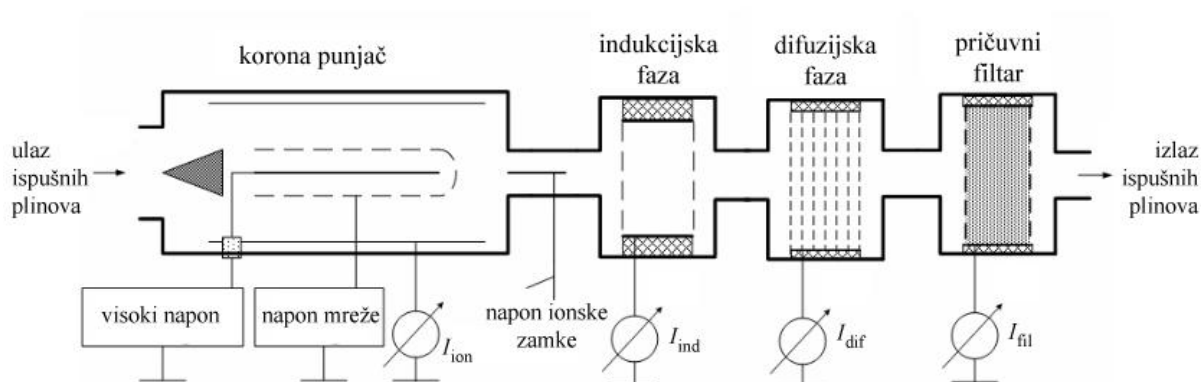 korona punjač
indukcijska
faza
difuzijska
faza
pričuvni
filtar
ulaz
ispušnih
plinova
izlaz
ispušnih
plinova
visoki napon
napon mreže
I_ion
napon ionske
zamke
I_ind
I_dif
I_fil